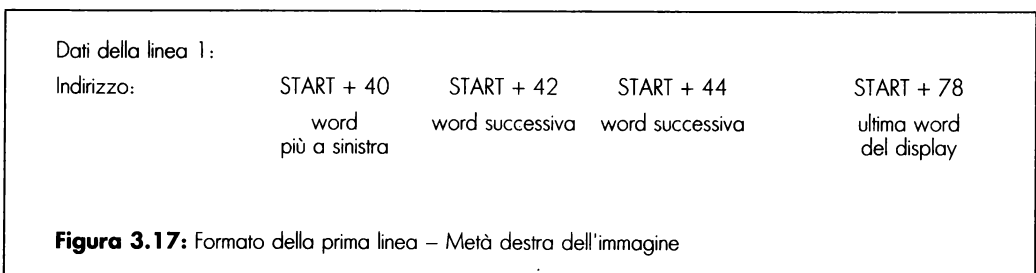 Dati della linea 1:
Indirizzo: START + 40 START + 42 START + 44 START + 78
word word successiva word successiva ultima word
più a sinistra del display
Figura 3.17: Formato della prima linea – Metà destra dell'immagine